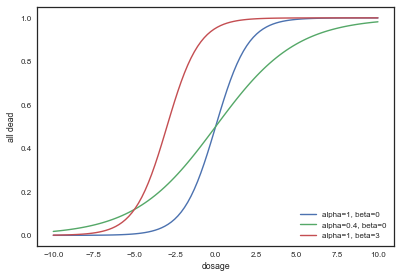 1.0
0.8
0.6
0.4
0.2
0.0
all dead
−10.0 −7.5 −5.0 −2.5 0.0 2.5 5.0 7.5 10.0
dosage
alpha=1, beta=0
alpha=0.4, beta=0
alpha=1, beta=3